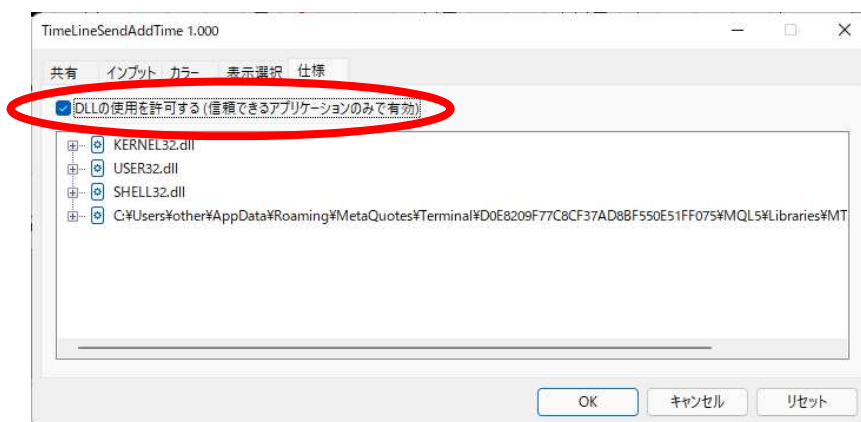 TimeLineSendAddTime 1.000
共有 インプット カラー 表示選択 仕様
DLLの使用を許可する (信頼できるアプリケーションのみで有効)
KERNEL32.dll
USER32.dll
SHELL32.dll
C:¥Users¥other¥AppData¥Roaming¥MetaQuotes¥Terminal¥D0E8209F77C8CF37AD8BF550E51FF075¥MQL5¥Libraries¥MT
OK キャンセル リセット